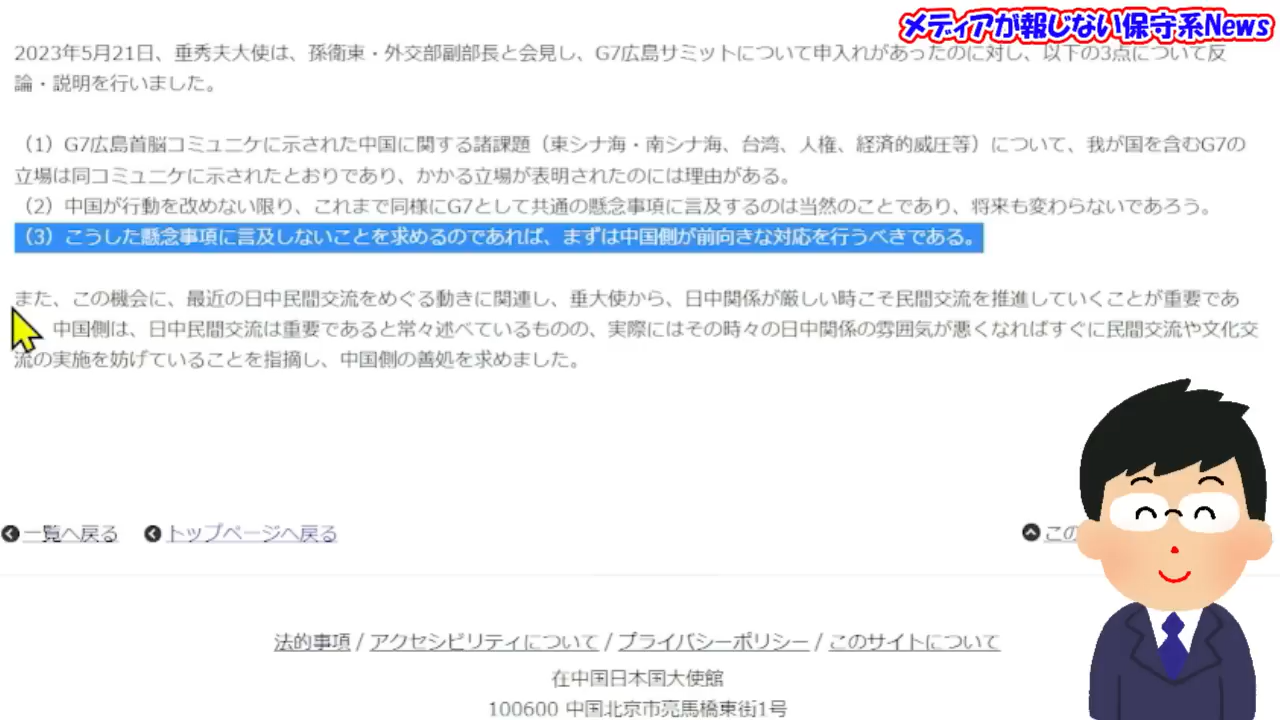 メディアが報じない保守系News
2023年5月21日、垂秀夫大使は、孫衛東・外交部副部長と会見し、G7広島サミットについて申入れがあったのに対し、以下の3点について反
論・説明を行いました。
（1）G7広島首脳コミュニケに示された中国に関する諸課題（東シナ海・南シナ海、台湾、人権、経済的威圧等）について、我が国を含むG7の
立場は同コミュニケに示されたとおりであり、かかる立場が表明されたのには理由がある。
（2）中国が行動を改めない限り、これまで同様にG7として共通の懸念事項に言及するのは当然のことであり、将来も変わらないであろう。
（3）こうした懸念事項に言及しないことを求めるのであれば、まずは中国側が前向きな対応を行うべきである。
また、この機会に、最近の日中民間交流をめぐる動きに関連し、垂大使から、日中関係が厳しい時こそ民間交流を推進していくことが重要であ
、中国側は、日中民間交流は重要であると常々述べているものの、実際にはその時々の日中関係の雰囲気が悪くなればすぐに民間交流や文化交
流の実施を妨げていることを指摘し、中国側の善処を求めました。
一覧へ戻る トップページへ戻る この
法的事項 / アクセシビリティについて / プライバシーポリシー / このサイトについて
在中国日本国大使館
100600 中国北京市亮馬橋東街1号